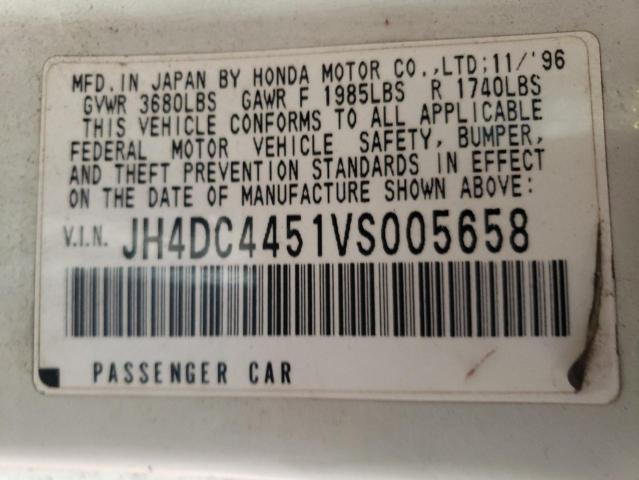 MFD. IN JAPAN BY HONDA MOTOR CO.,LTD;11/'96
GVWR 3680LBS GAWR F 1985LBS R 1740LBS
THIS VEHICLE CONFORMS TO ALL APPLICABLE
FEDERAL MOTOR VEHICLE SAFETY, BUMPER,
AND THEFT PREVENTION STANDARDS IN EFFECT
ON THE DATE OF MANUFACTURE SHOWN ABOVE:
V.I.N. JH4DC4451VS005658
PASSENGER CAR